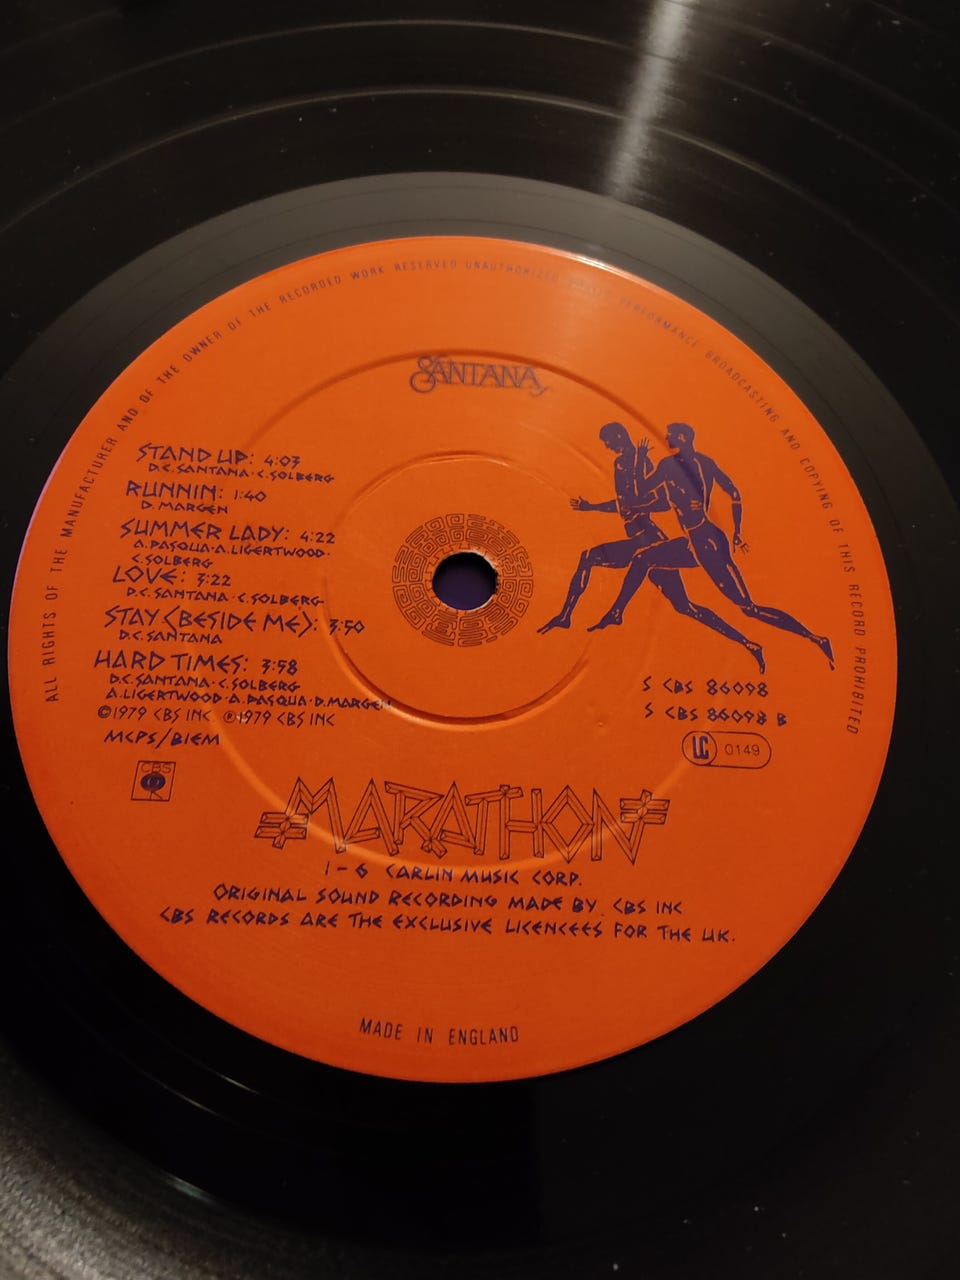 ALL RIGHTS OF THE MANUFACTURER AND OF THE OWNER OF THE RECORDED WORK RESERVED UNAUTHORIZED PUBLIC PERFORMANCE BROADCASTING AND COPYING OF THIS RECORD PROHIBITED
SANTANA
STAND UP: 4:03
D.C. SANTANA · C. SOLBERG
RUNNIN: 1:40
D. MARGEN
SUMMER LADY: 4:22
A. PASQUA · A. LIGERTWOOD ·
C. SOLBERG
LOVE: 3:22
D.C. SANTANA · C. SOLBERG
STAY (BESIDE ME): 3:50
D.C. SANTANA
HARD TIMES: 3:58
D.C. SANTANA · C. SOLBERG
A. LIGERTWOOD · A. PASQUA · D. MARGEN
©1979 CBS INC ℗1979 CBS INC
MCPS/BIEM
CBS
S CBS 86098
S CBS 86098 B
LC 0149
MARATHON
1-6 CARLIN MUSIC CORP.
ORIGINAL SOUND RECORDING MADE BY CBS INC
CBS RECORDS ARE THE EXCLUSIVE LICENCEES FOR THE UK.
MADE IN ENGLAND